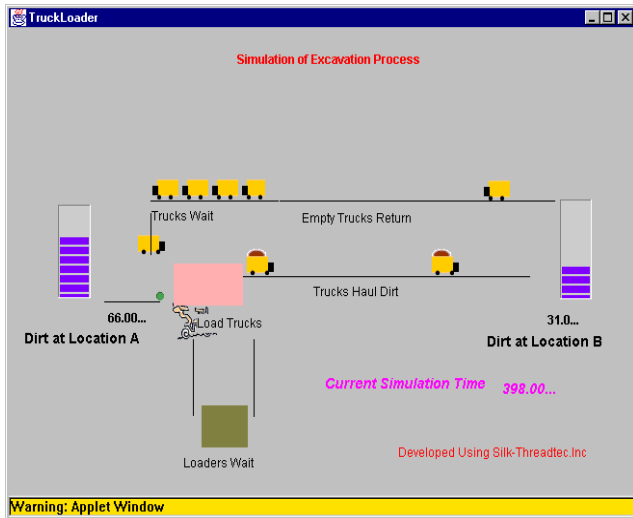 TruckLoader
Simulation of Excavation Process
Trucks Wait
Empty Trucks Return
Trucks Haul Dirt
66.00...
Load Trucks
31.0...
Dirt at Location A
Dirt at Location B
Current Simulation Time 398.00...
Developed Using Silk-Threadtec.Inc
Loaders Wait
Warning: Applet Window